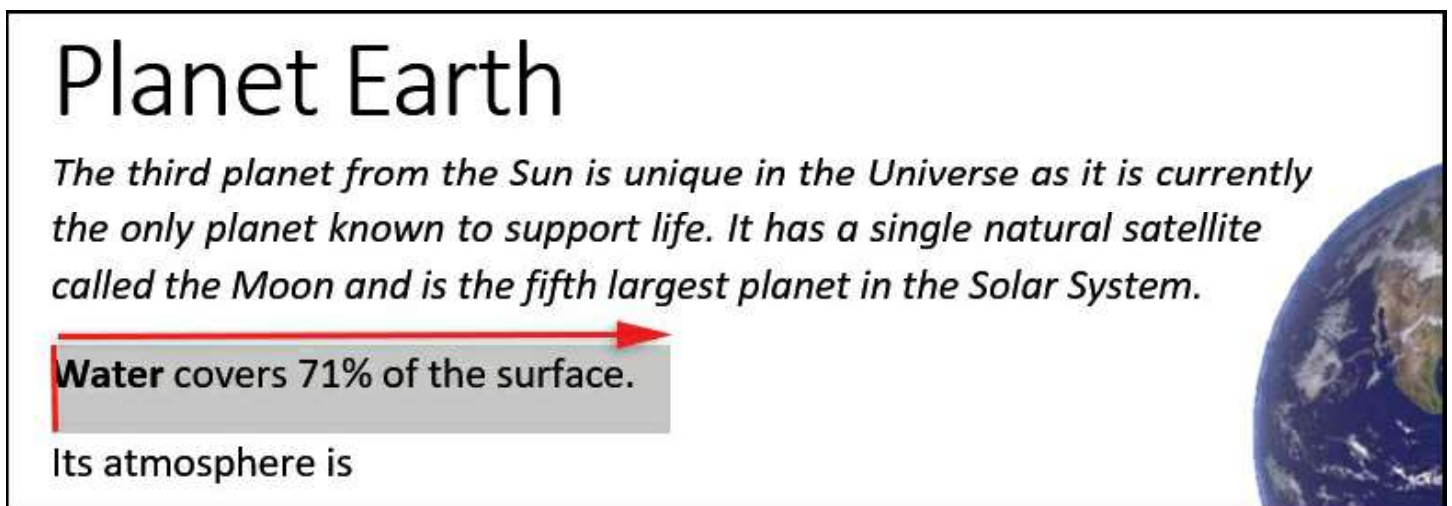 Planet Earth
The third planet from the Sun is unique in the Universe as it is currently
the only planet known to support life. It has a single natural satellite
called the Moon and is the fifth largest planet in the Solar System.
Water covers 71% of the surface.
Its atmosphere is